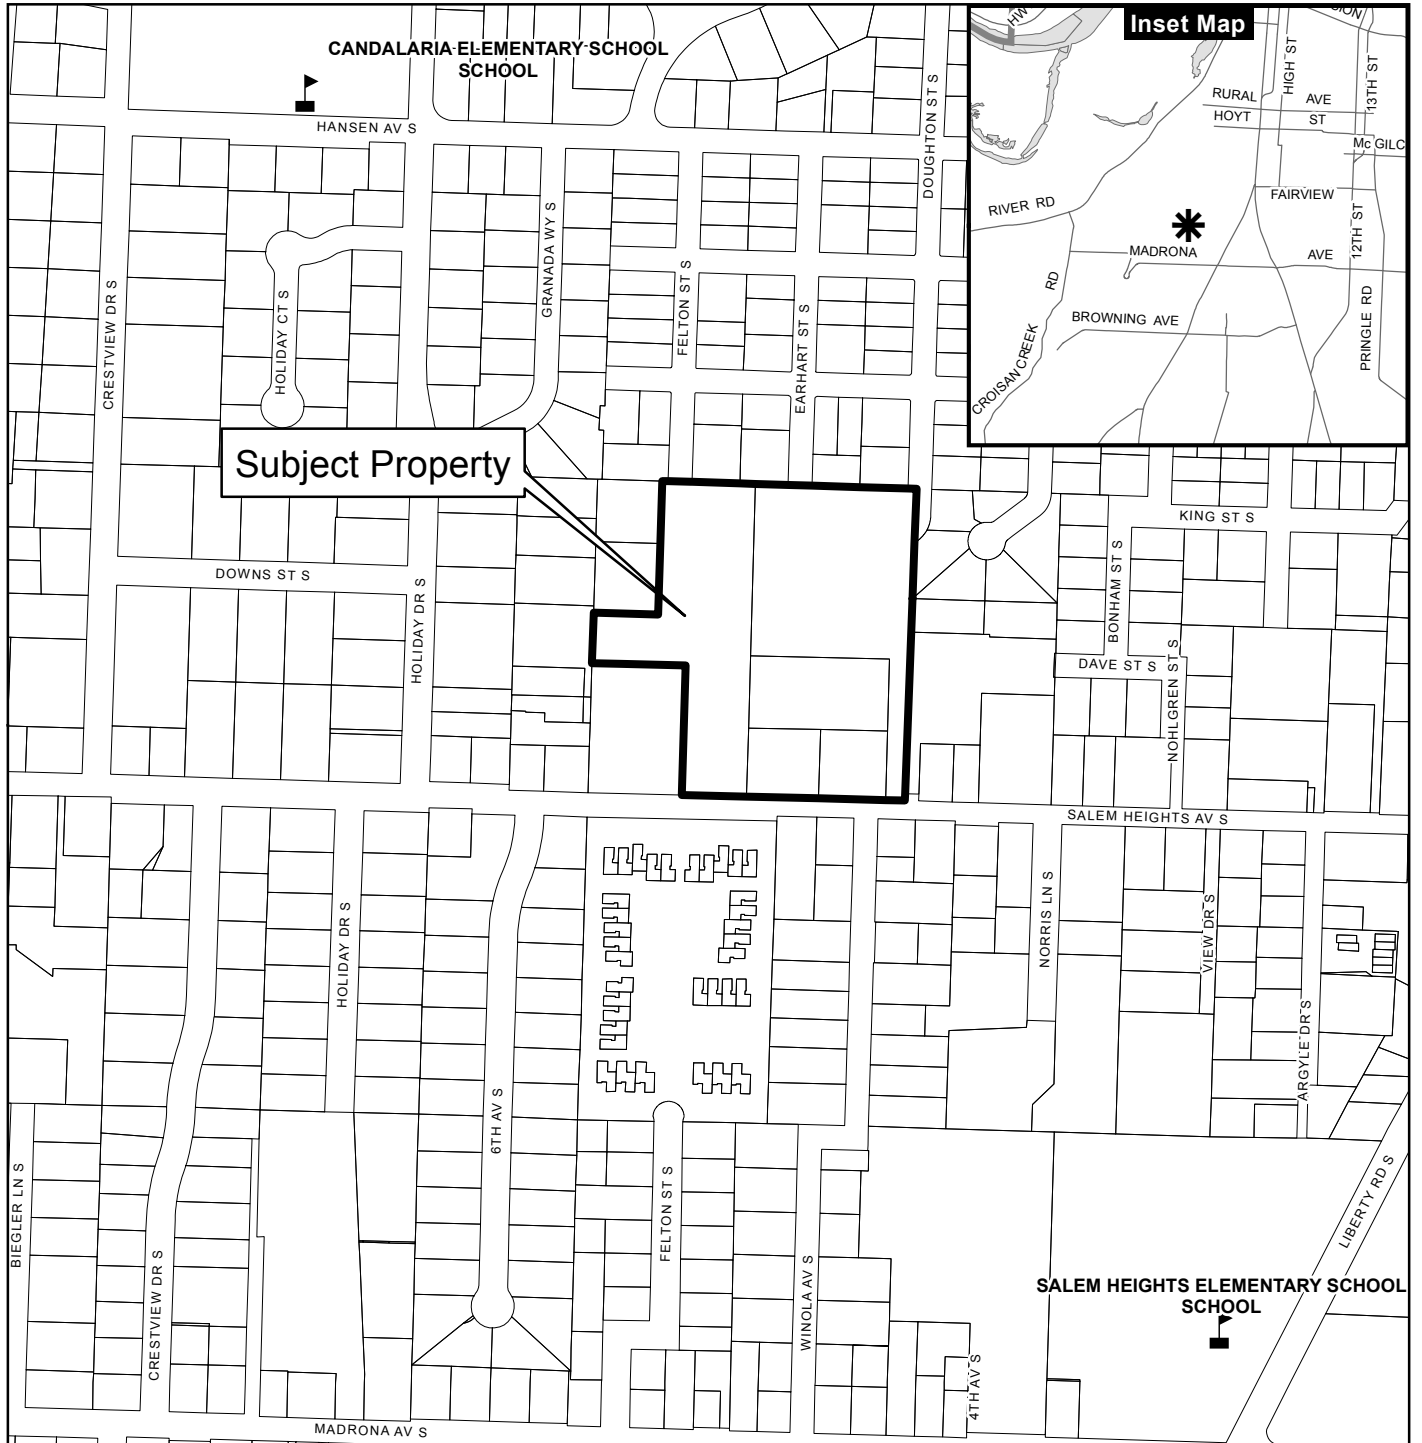 CANDALARIA ELEMENTARY SCHOOL
SCHOOL
HANSEN AV S
DOUGHTON ST S
Inset Map
HW
ION
HIGH ST
13TH ST
RURAL AVE
HOYT ST
Mc GILC
FAIRVIEW
RIVER RD
12TH ST
MADRONA AVE
RD
CROISAN CREEK
BROWNING AVE
PRINGLE RD
CRESTVIEW DR S
HOLIDAY CT S
GRANADA WY S
FELTON ST S
EARHART ST S
Subject Property
KING ST S
DOWNS ST S
HOLIDAY DR S
BONHAM ST S
DAVE ST S
NOHLGREN ST S
SALEM HEIGHTS AV S
HOLIDAY DR S
NORRIS LN S
VIEW DR S
ARGYLE DR S
6TH AV S
BIEGLER LN S
CRESTVIEW DR S
FELTON ST S
WINOLA AV S
LIBERTY RD S
SALEM HEIGHTS ELEMENTARY SCHOOL
SCHOOL
4TH AV S
MADRONA AV S